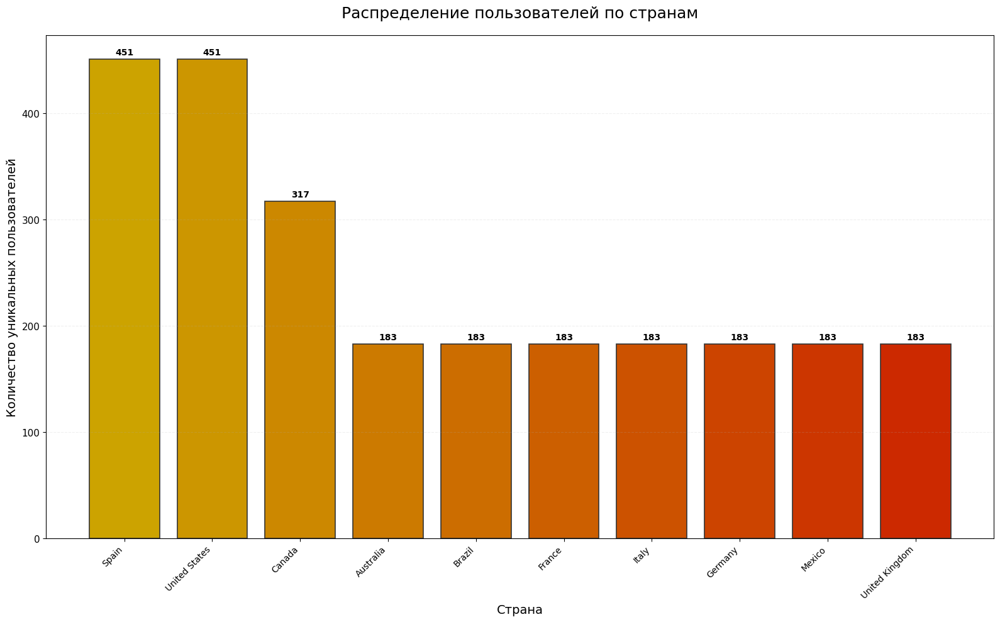 Распределение пользователей по странам
Количество уникальных пользователей
400
300
200
100
0
451
451
317
183
183
183
183
183
183
183
Spain
United States
Canada
Australia
Brazil
France
Italy
Germany
Mexico
United Kingdom
Страна